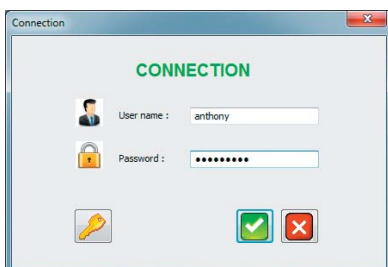 Connection
CONNECTION
User name :
anthony
Password :
•••••••••